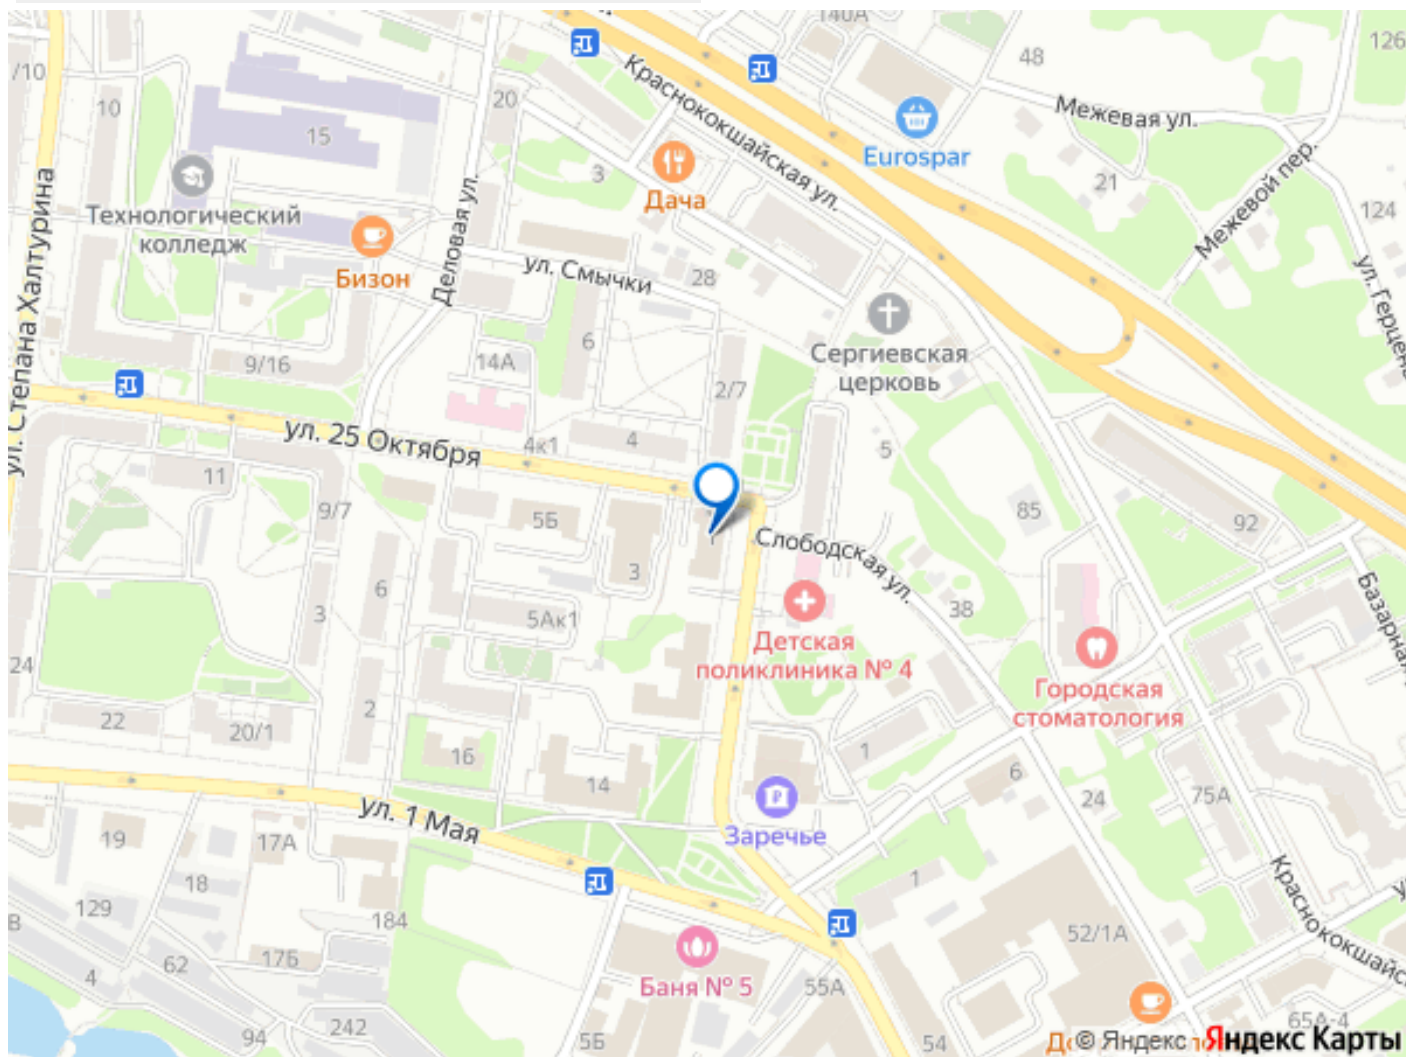 140А
126
48
/10
10
20
Краснококшайская ул.
Межевая ул.
15
Eurospar
3
Дача
21
Межевой пер.
124
Технологический
колледж
Деловая ул.
Бизон
ул. Смычки
28
ул. Герцена
ул. Степана Халтурина
Сергиевская
церковь
6
14А
9/16
2/7
ул. 25 Октября
4к1
4
5
11
9/7
5Б
85
92
Слободская ул.
3
6
3
38
5Ак1
Базарная
Детская
поликлиника № 4
24
Городская
стоматология
22
20/1
2
16
14
1
6
24
75А
ул. 1 Мая
19
17А
Заречье
18
1
129
184
52/1А
Краснококшайс
17Б
62
4
Баня № 5
55А
94
242
5Б
54
65А-4
© Яндекс
Яндекс Карты